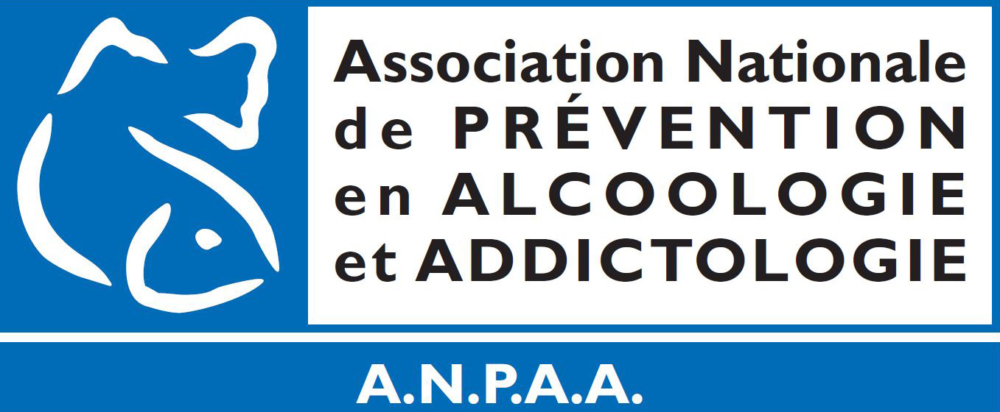 Association Nationale
de PRÉVENTION
en ALCOOLOGIE
et ADDICTOLOGIE
A.N.P.A.A.